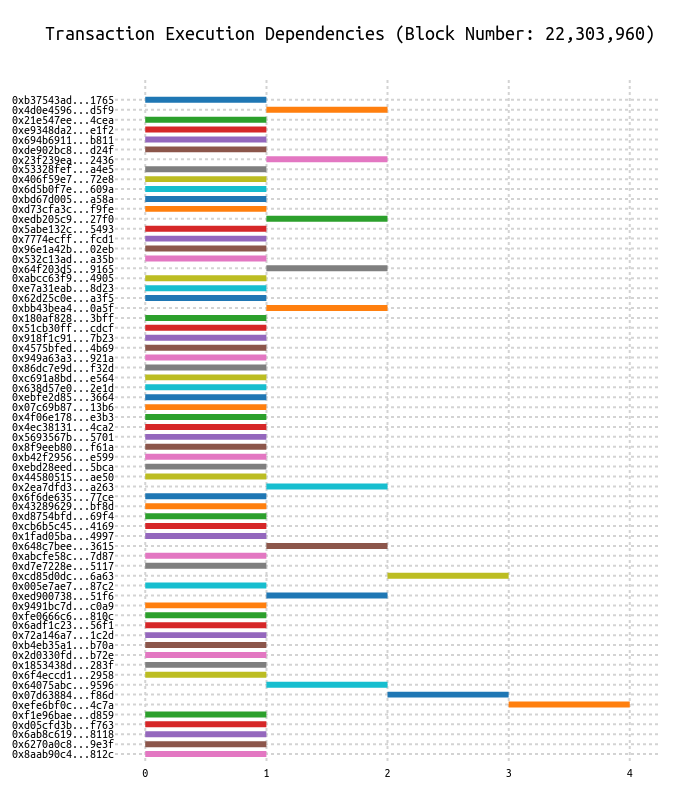 Transaction Execution Dependencies (Block Number: 22,303,960)
0xb37543ad...1765
0x4d0e4596...d5f9
0x21e547ee...4cea
0xe9348da2...e1f2
0x694b6911...b811
0xde902bc8...d24f
0x23f239ea...2436
0x53328fef...a4e5
0x406f59e7...72e8
0x6d5b0f7e...609a
0xbd67d005...a58a
0xd73cfa3c...f9fe
0xedb205c9...27f0
0x5abe132c...5493
0x7774ecff...fcd1
0x96e1a42b...02eb
0x532c13ad...a35b
0x64f203d5...9165
0xabcc63f9...4905
0xe7a31eab...8d23
0x62d25c0e...a3f5
0xbb43bea4...0a5f
0x180af828...3bff
0x51cb30ff...cdcf
0x918f1c91...7b23
0x4575bfed...4b69
0x949a63a3...921a
0x86dc7e9d...f32d
0xc691a8bd...e564
0x638d57e0...2e1d
0xebfe2d85...3664
0x07c69b87...13b6
0x4f06e178...e3b3
0x4ec38131...4ca2
0x5693567b...5701
0x8f9eeb80...f61a
0xb42f2956...e599
0xebd28eed...5bca
0x44580515...ae50
0x2ea7dfd3...a263
0x6f6de635...77ce
0x43289629...bf8d
0xd8754bfd...69f4
0xcb6b5c45...4169
0x1fad05ba...4997
0x648c7bee...3615
0xabcfe58c...7d87
0xd7e7228e...5117
0xcd85d0dc...6a63
0x005e7ae7...87c2
0xed900738...51f6
0x9491bc7d...c0a9
0xfe0666c6...810c
0x6adf1c23...56f1
0x72a146a7...1c2d
0xb4eb35a1...b70a
0x2d0330fd...b72e
0x1853438d...283f
0x6f4eccd1...2958
0x64075abc...9596
0x07d63884...f86d
0xefe6bf0c...4c7a
0xf1e96bae...d859
0xd05cfd3b...f763
0x6ab8c619...8118
0x6270a0c8...9e3f
0x8aab90c4...812c
0 1 2 3 4